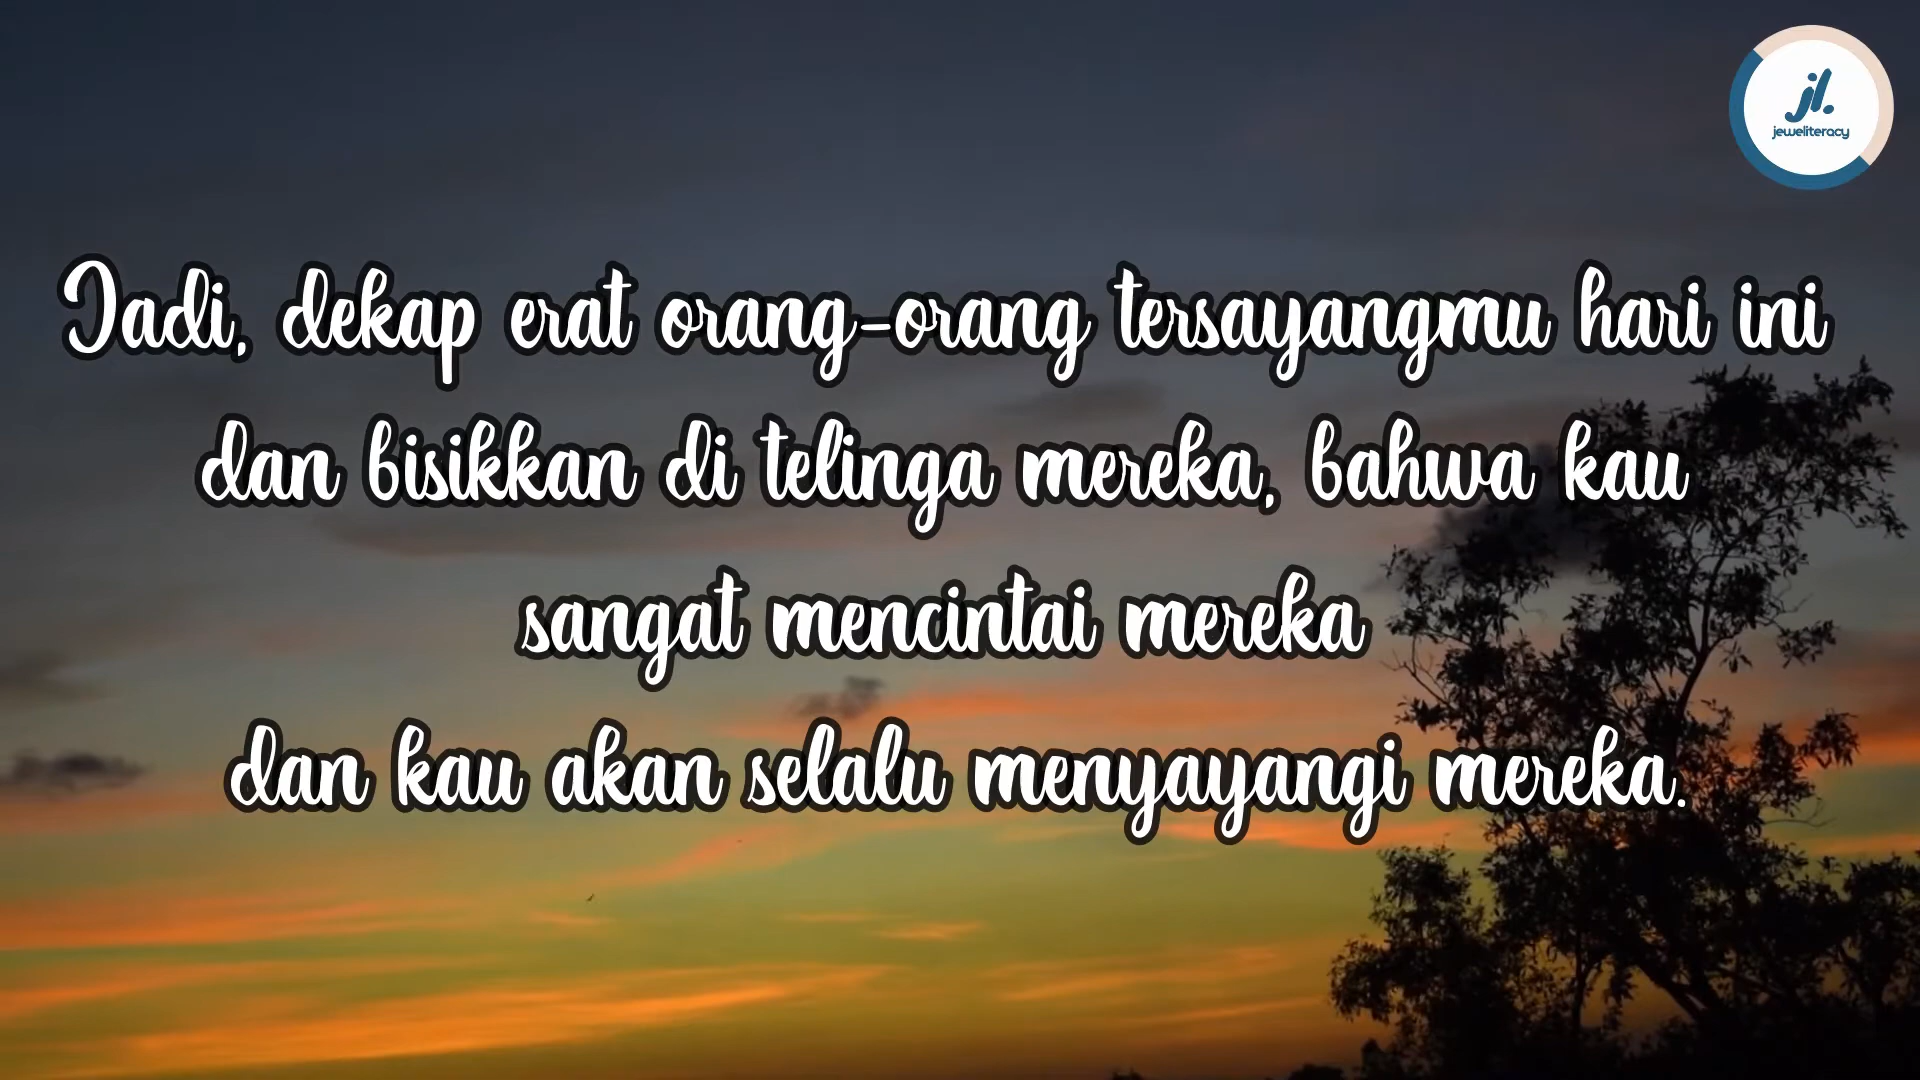 jl.
jeweliteracy
Jadi, dekap erat orang-orang tersayangmu hari ini
dan bisikkan di telinga mereka, bahwa kau
sangat mencintai mereka
dan kau akan selalu menyayangi mereka.